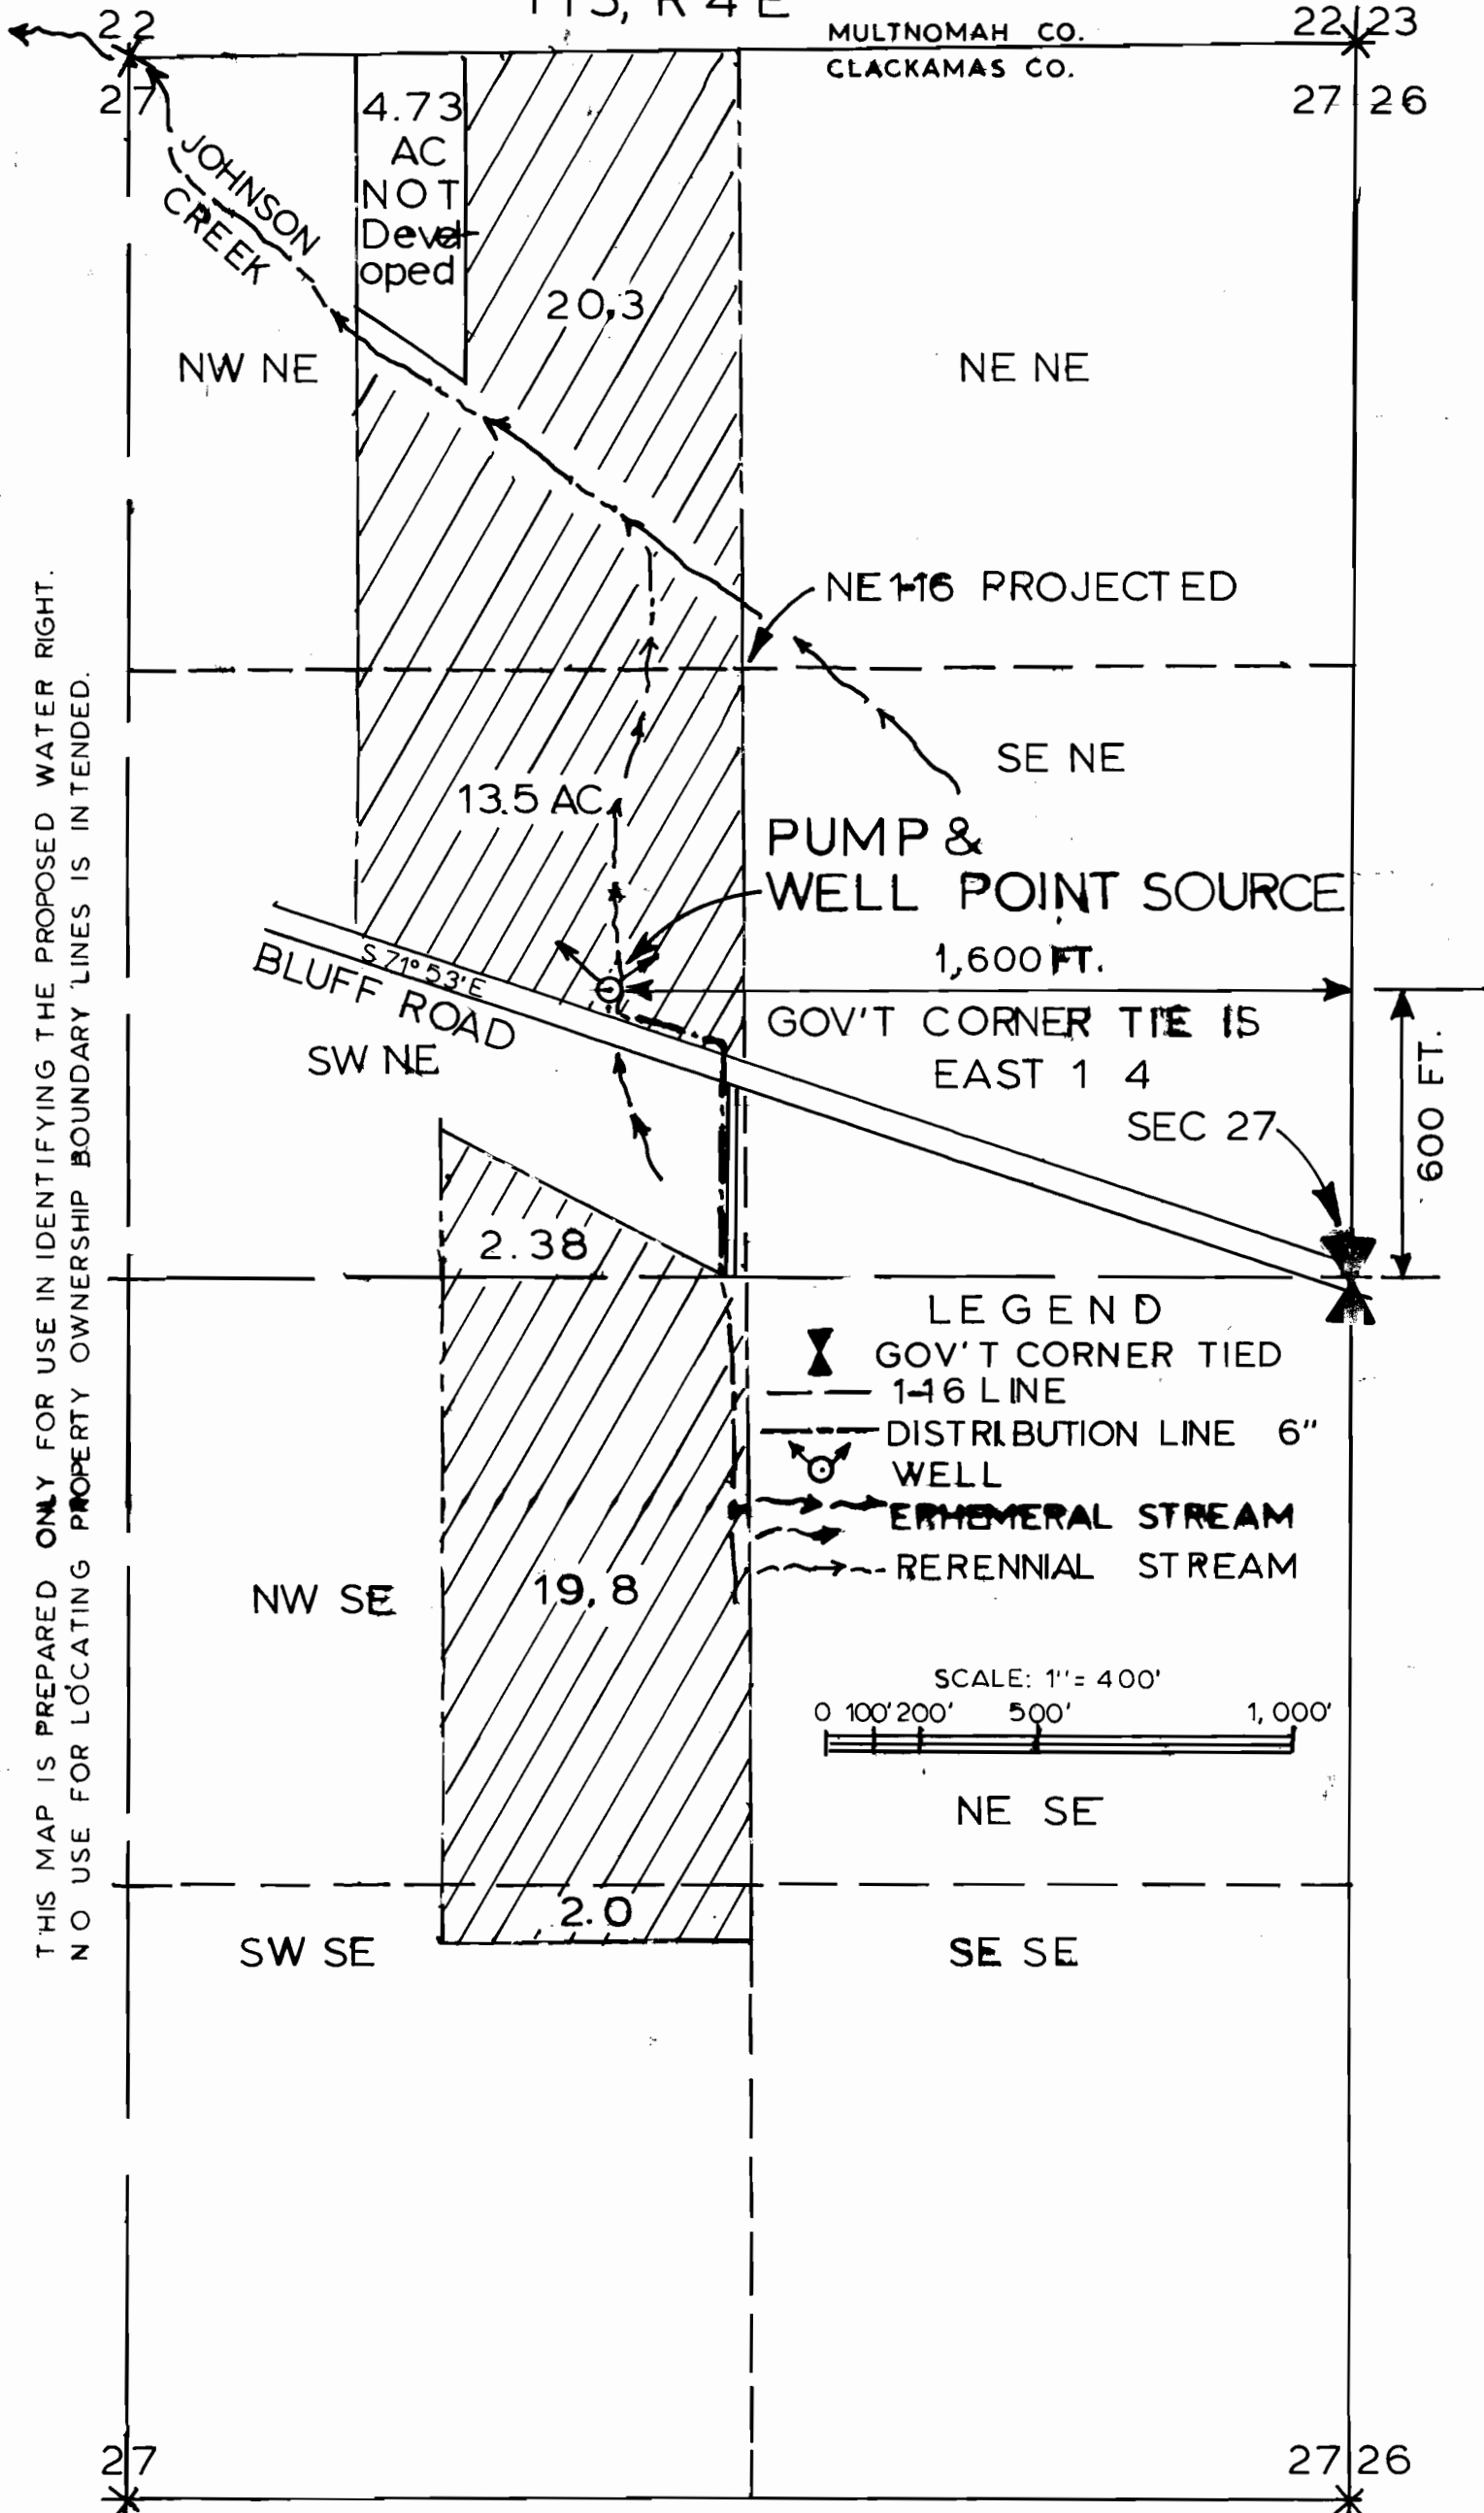 T1S, R4E
MULTNOMAH CO.
CLACKAMAS CO.
22
27
22 23
27 26
4.73
AC
NOT
Devel
oped
JOHNSON
CREEK
20.3
NW NE
NE NE
NE 1-16 PROJECTED
SE NE
13.5 AC.
PUMP &
WELL POINT SOURCE
1,600 FT.
S 71° 53' E
BLUFF ROAD
GOV'T CORNER TIE IS
EAST 1 4
SEC 27
600 FT.
SW NE
2.38
LEGEND
GOV'T CORNER TIED
1-16 LINE
DISTRIBUTION LINE 6"
WELL
EPHEMERAL STREAM
RERENNIAL STREAM
NW SE
19.8
SCALE: 1"= 400'
0 100' 200' 500' 1,000'
NE SE
2.0
SW SE
SE SE
27
27 26
THIS MAP IS PREPARED ONLY FOR USE IN IDENTIFYING THE PROPOSED WATER RIGHT.
NO USE FOR LOCATING PROPERTY OWNERSHIP BOUNDARY LINES IS INTENDED.